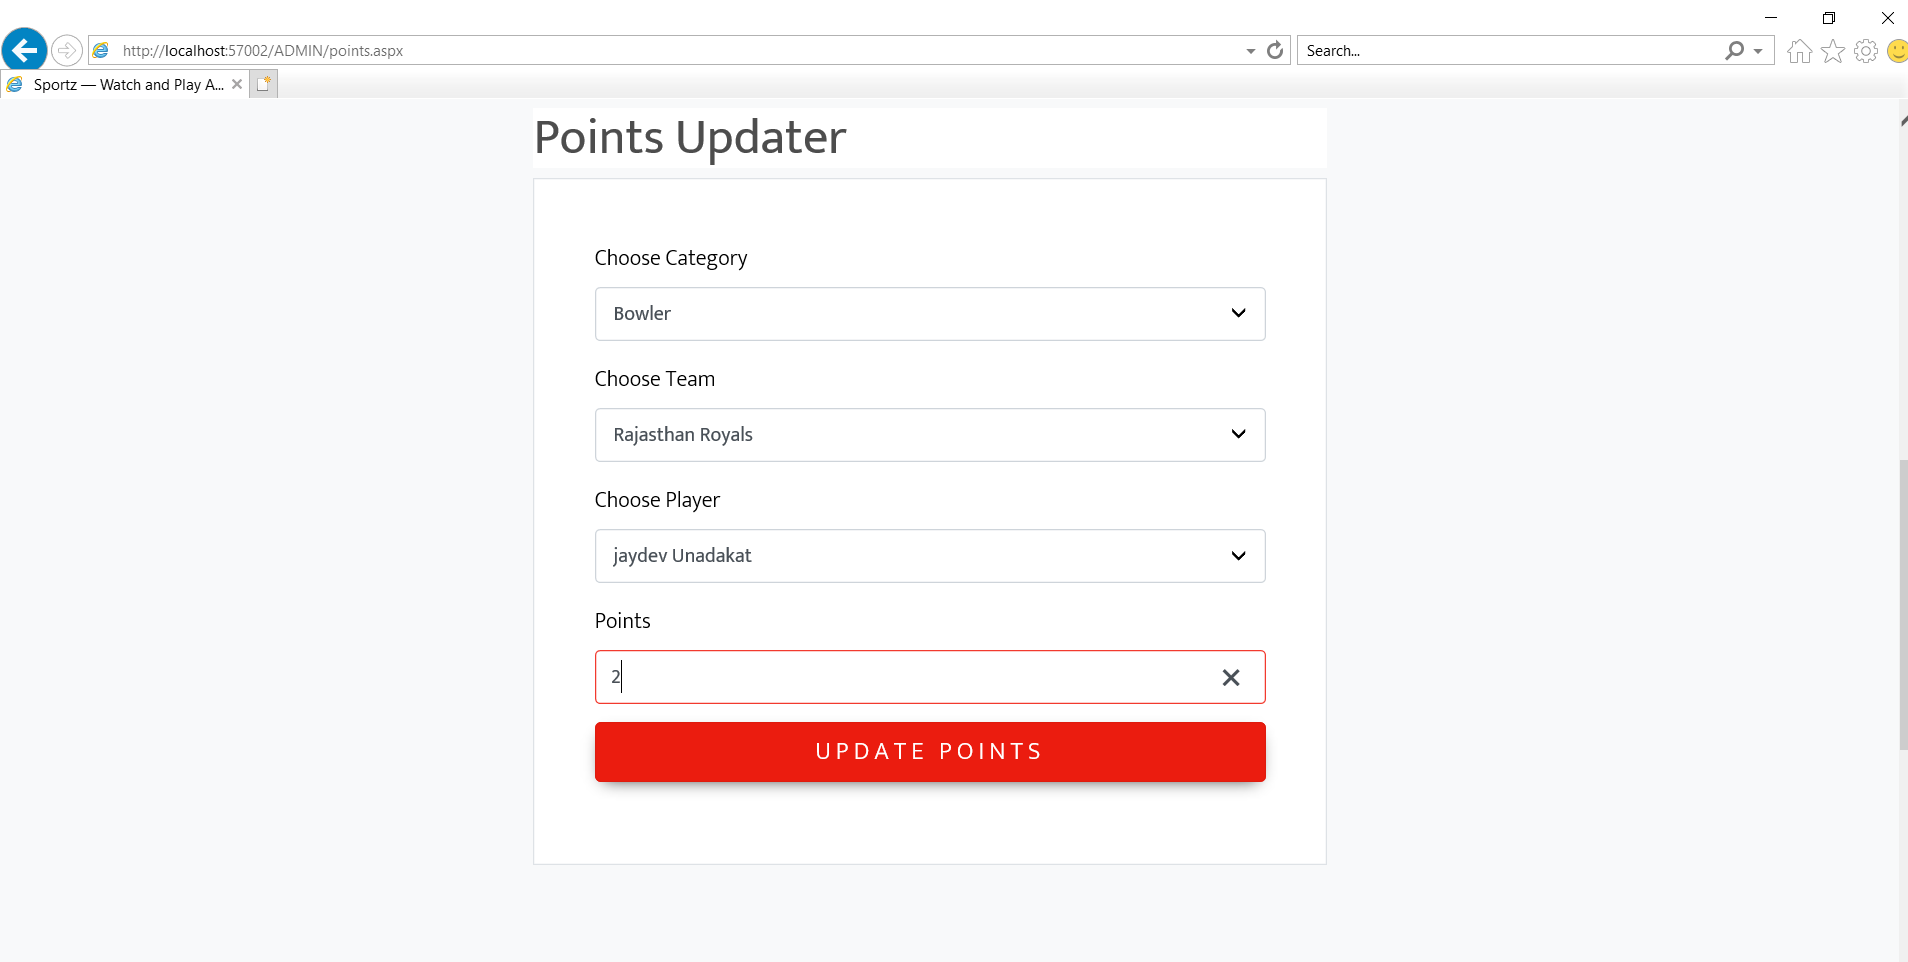 http://localhost:57002/ADMIN/points.aspx
Search...
Sportz — Watch and Play A...
Points Updater
Choose Category
Bowler
Choose Team
Rajasthan Royals
Choose Player
jaydev Unadakat
Points
2
UPDATE POINTS